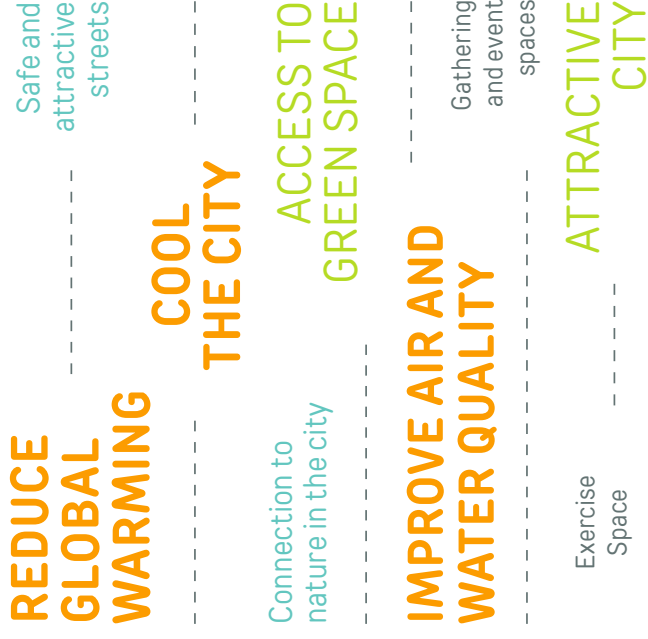 REDUCE
GLOBAL
WARMING
Safe and
attractive
streets
COOL
THE CITY
Connection to
nature in the city
ACCESS TO
GREEN SPACE
IMPROVE AIR AND
WATER QUALITY
Gathering
and event
spaces
Exercise
Space
ATTRACTIVE
CITY